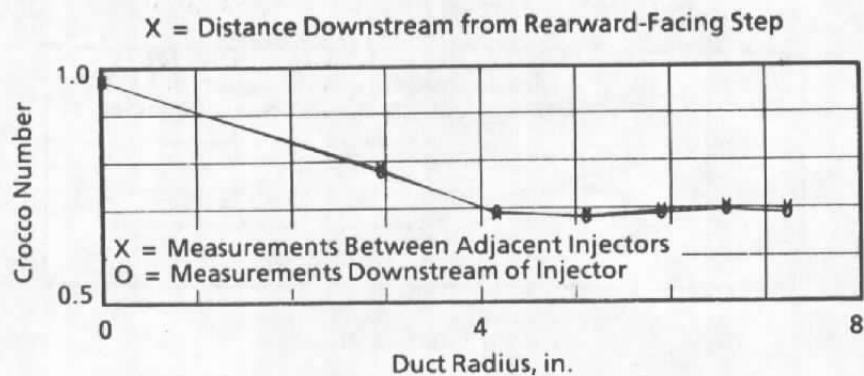 X = Distance Downstream from Rearward-Facing Step
1.0
Crocco Number
X = Measurements Between Adjacent Injectors
O = Measurements Downstream of Injector
0.5
0 4 8
Duct Radius, in.